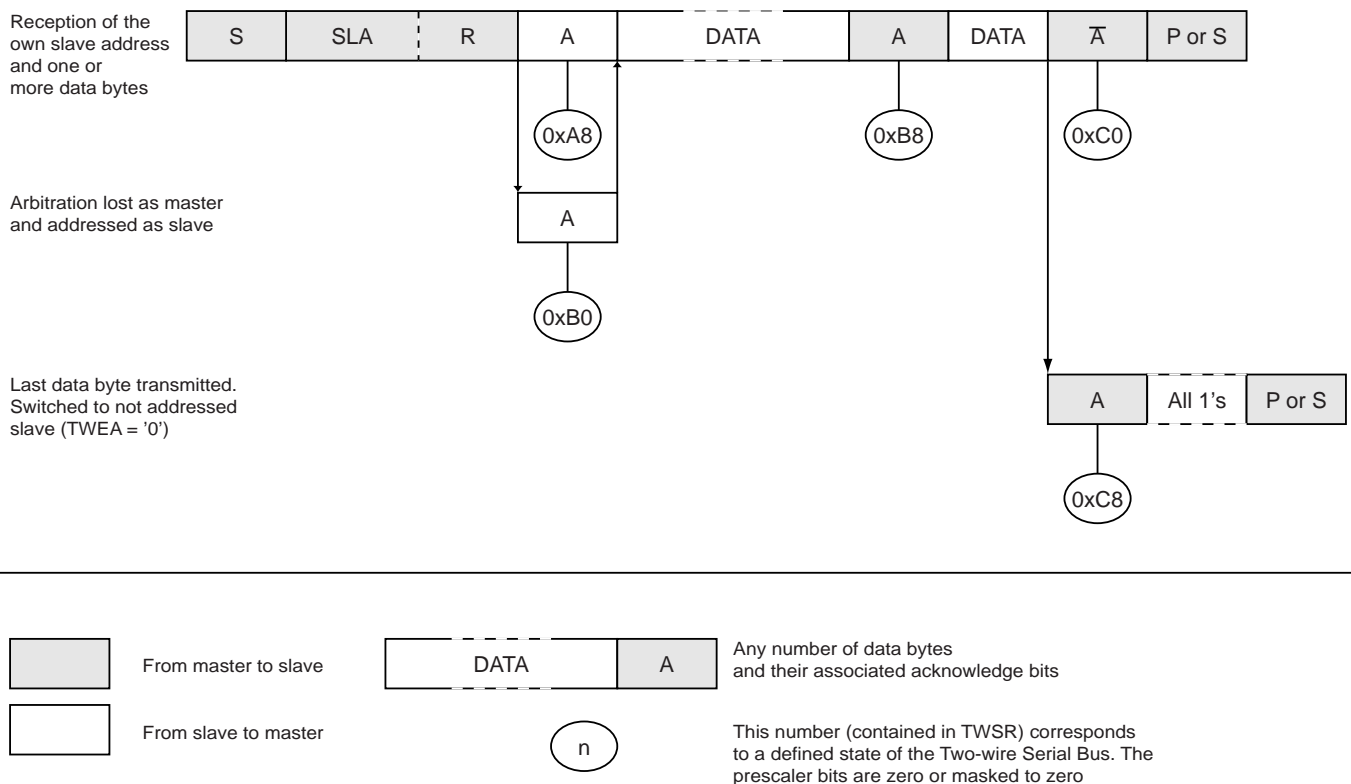 Reception of the
own slave address
and one or
more data bytes
S SLA R A DATA A DATA A̅ P or S
0xA8 0xB8 0xC0
Arbitration lost as master
and addressed as slave
A
0xB0
Last data byte transmitted.
Switched to not addressed
slave (TWEA = '0')
A All 1's P or S
0xC8
From master to slave
DATA A
Any number of data bytes
and their associated acknowledge bits
From slave to master
n
This number (contained in TWSR) corresponds
to a defined state of the Two-wire Serial Bus. The
prescaler bits are zero or masked to zero